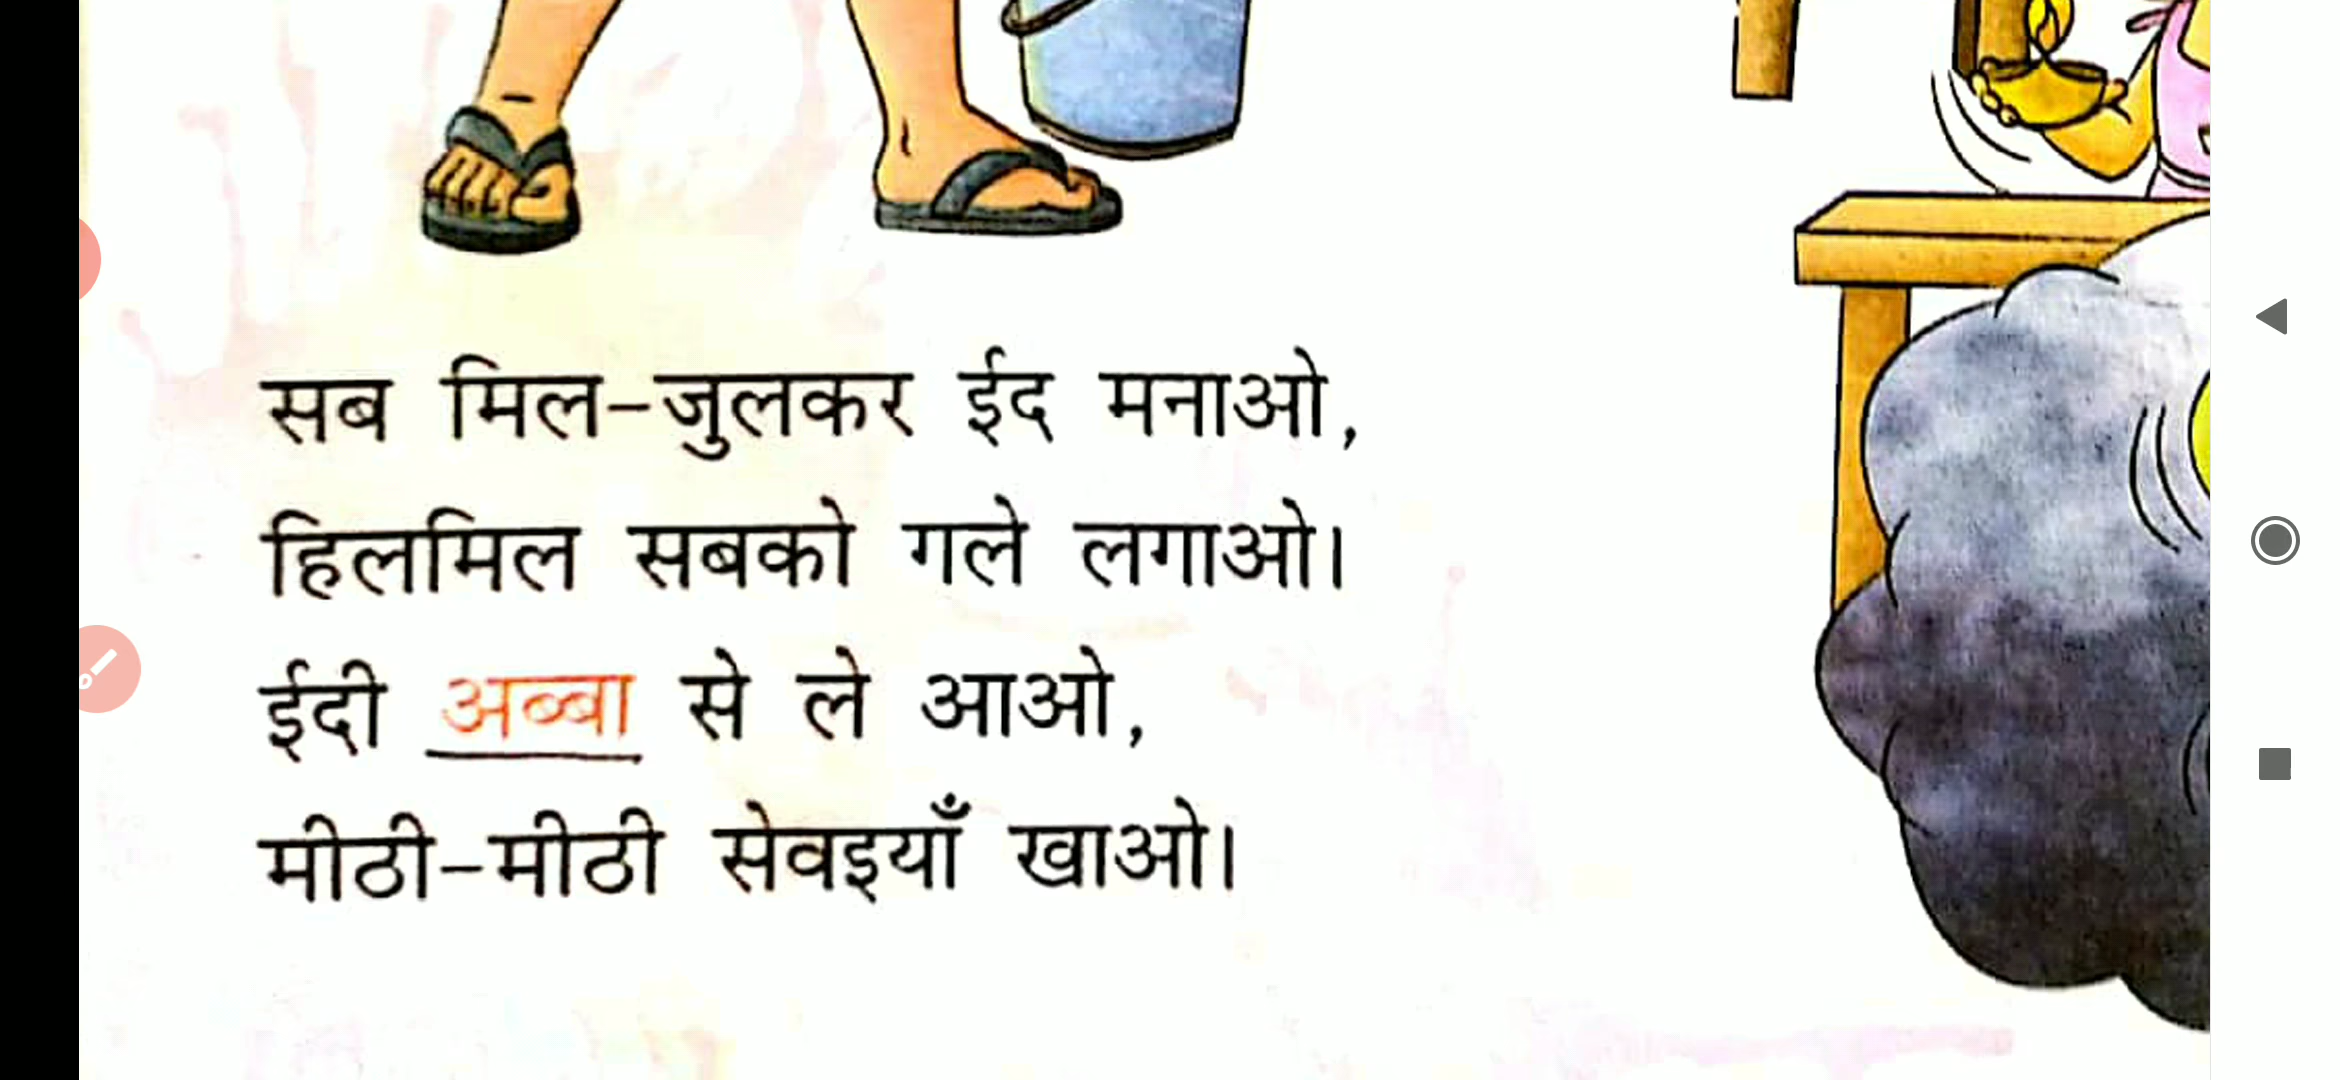 सब मिल-जुलकर ईद मनाओ,
हिलमिल सबको गले लगाओ।
ईदी अब्बा से ले आओ,
मीठी-मीठी सेवइयाँ खाओ।